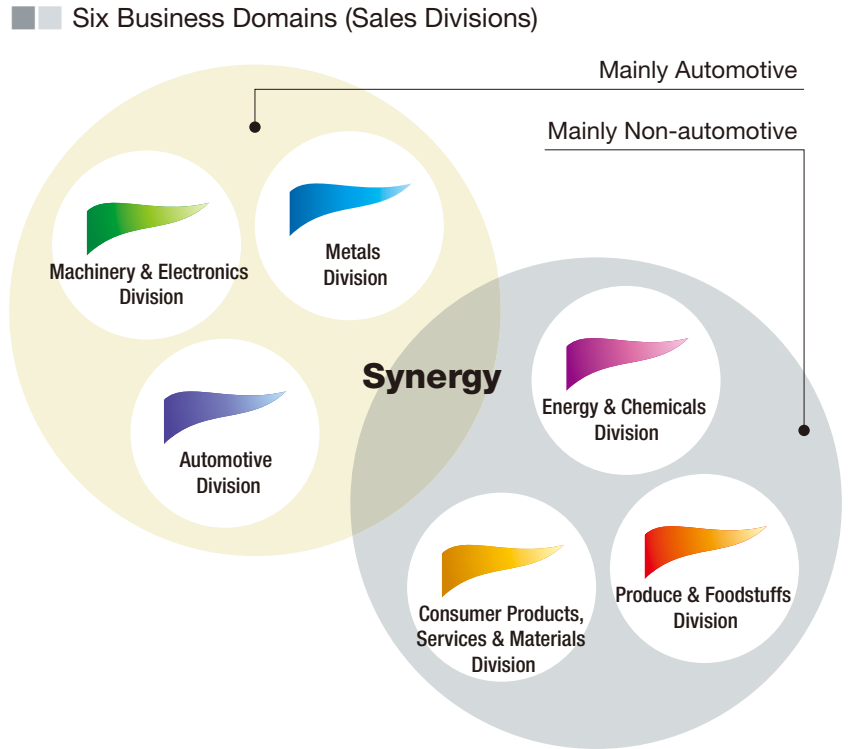 Six Business Domains (Sales Divisions)
Mainly Automotive
Mainly Non-automotive
Machinery & Electronics
Division
Metals
Division
Automotive
Division
Synergy
Energy & Chemicals
Division
Consumer Products,
Services & Materials
Division
Produce & Foodstuffs
Division